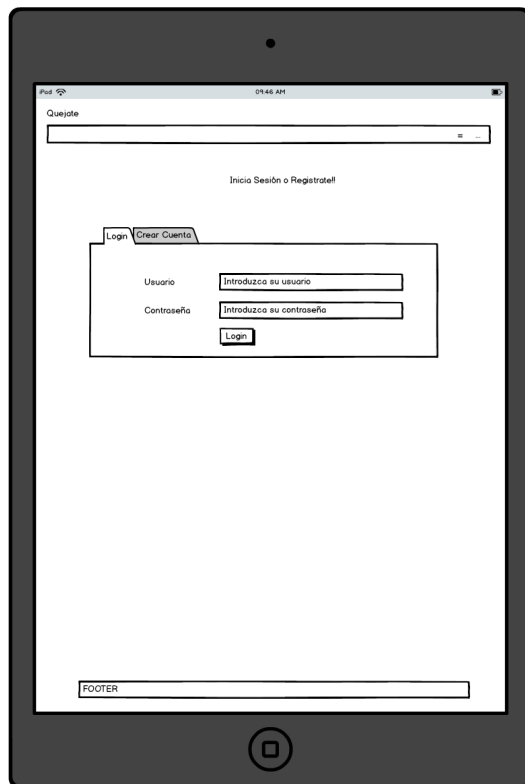 iPad 09:46 AM
Quejate
= ...
Inicia Sesión o Registrate!!
Login Crear Cuenta
Usuario Introduzca su usuario
Contraseña Introduzca su contraseña
Login
FOOTER